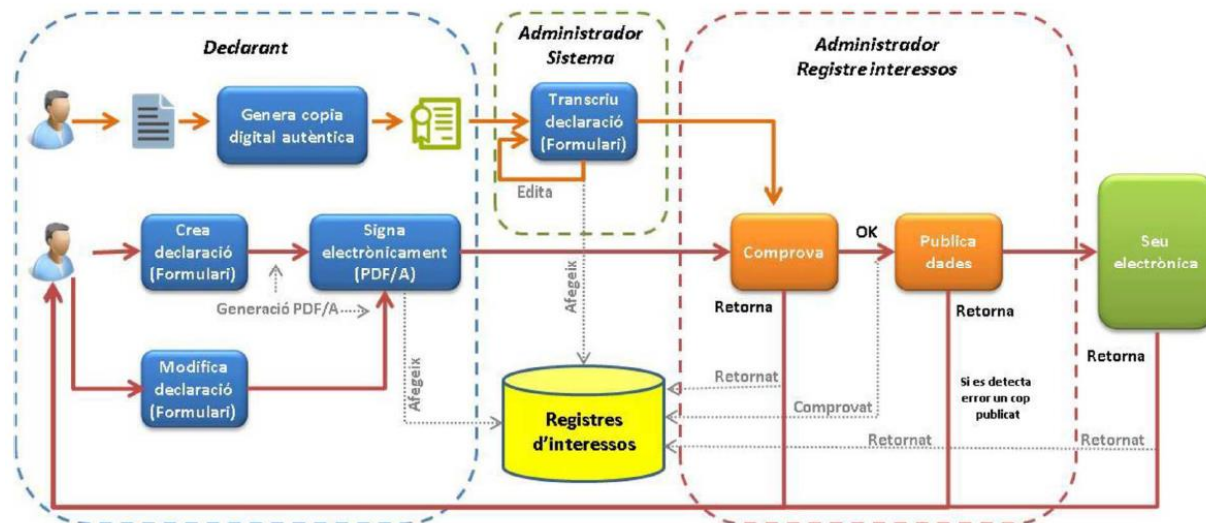 Declarant
Administrador
Sistema
Administrador
Registre interessos
Genera copia
digital autèntica
Transcriu
declaració
(Formulari)
Edita
Crea
declaració
(Formulari)
Signa
electrònicament
(PDF/A)
Comprova
OK
Publica
dades
Seu
electrònica
Generació PDF/A
Afegeix
Retorna
Retorna
Retorna
Modifica
declaració
(Formulari)
Afegeix
Retornat
Si es detecta
error un cop
publicat
Comprovat
Registres
d'interessos
Retornat
Retornat